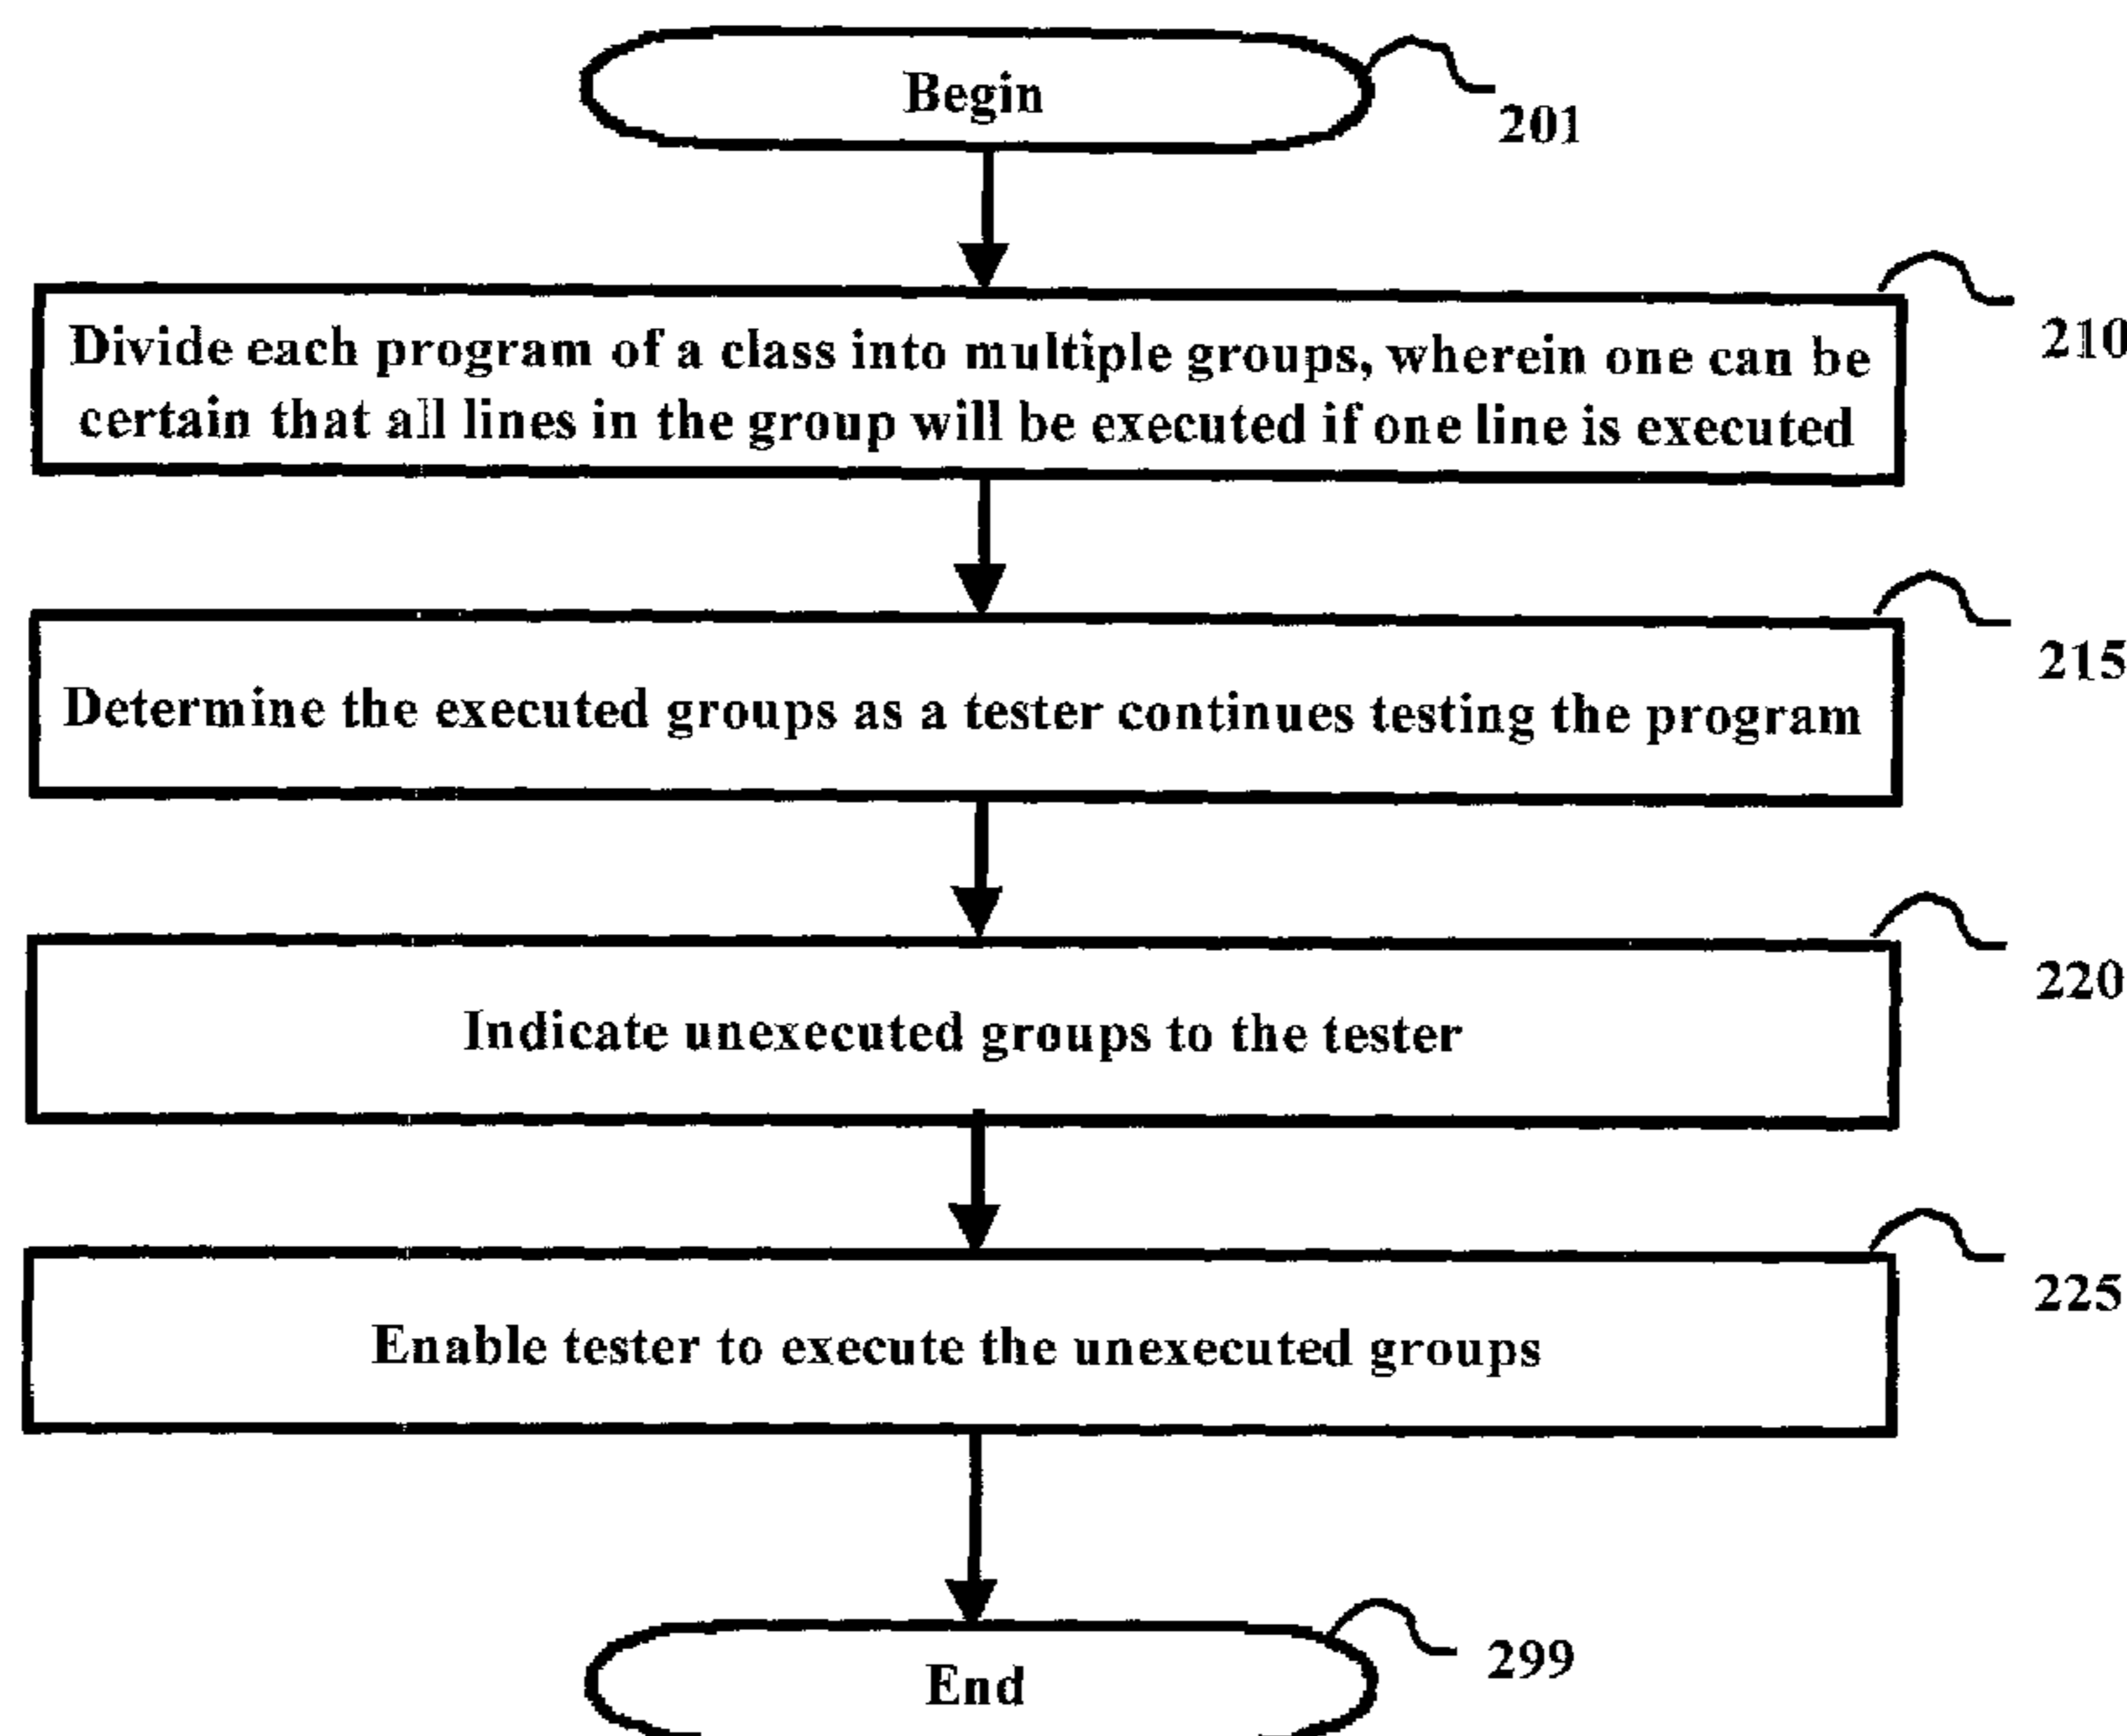 Begin
201
210
Divide each program of a class into multiple groups, wherein one can be
certain that all lines in the group will be executed if one line is executed
215
Determine the executed groups as a tester continues testing the program
220
Indicate unexecuted groups to the tester
225
Enable tester to execute the unexecuted groups
299
End